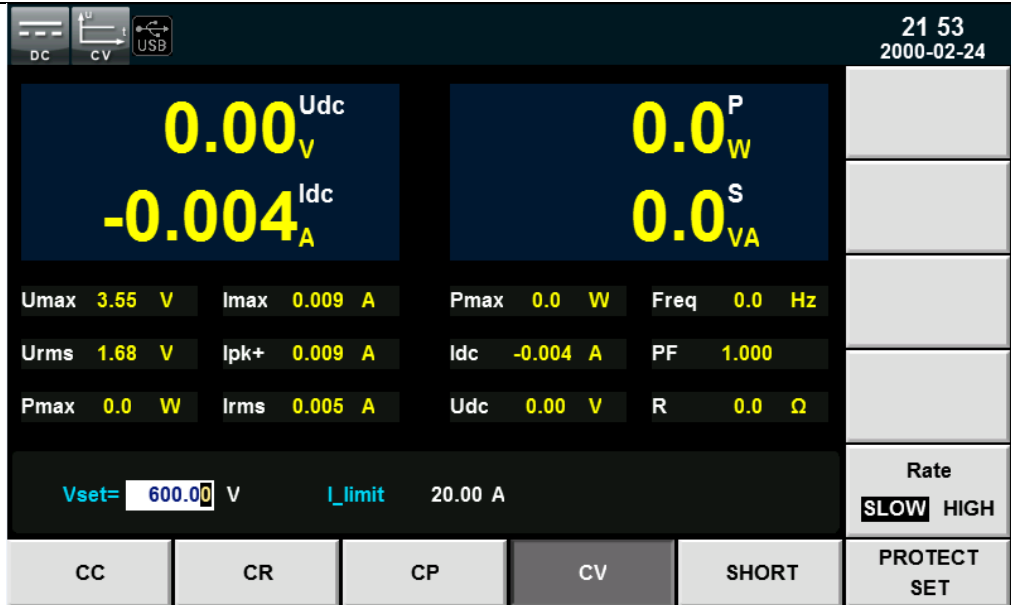 DC
U
t
CV
USB
21 53
2000-02-24
0.00 Udc V
0.0 P W
-0.004 Idc A
0.0 S VA
Umax 3.55 V Imax 0.009 A Pmax 0.0 W Freq 0.0 Hz
Urms 1.68 V Ipk+ 0.009 A Idc -0.004 A PF 1.000
Pmax 0.0 W Irms 0.005 A Udc 0.00 V R 0.0 Ω
Vset= 600.00 V I_limit 20.00 A
Rate
SLOW HIGH
CC CR CP CV SHORT
PROTECT
SET